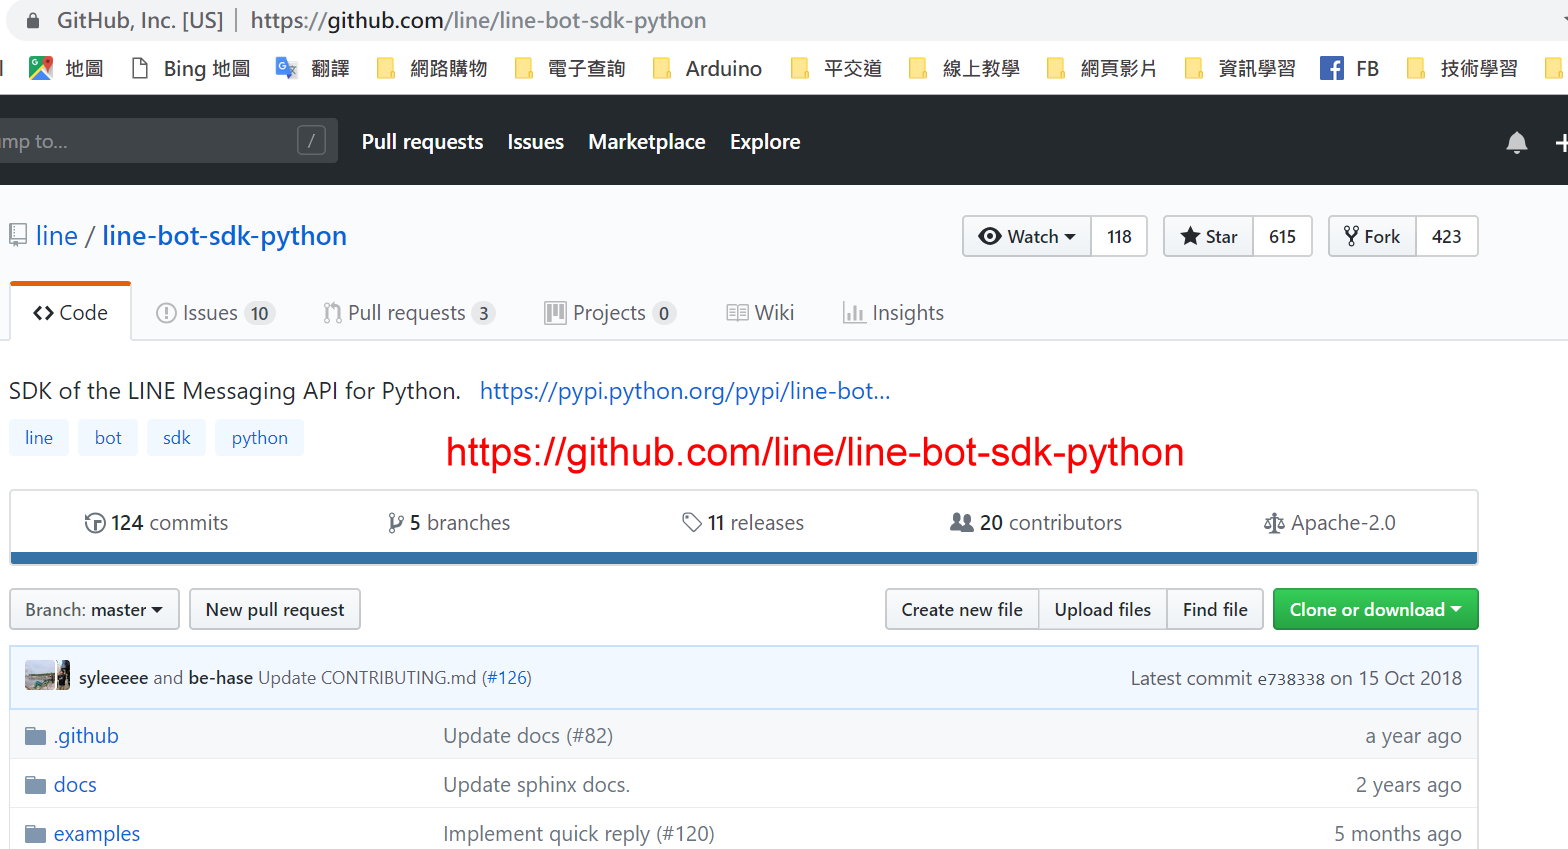 GitHub, Inc. [US] | https://github.com/line/line-bot-sdk-python
地圖 Bing 地圖 翻譯 網路購物 電子查詢 Arduino 平交道 線上教學 網頁影片 資訊學習 FB 技術學習
mp to... / Pull requests Issues Marketplace Explore
line / line-bot-sdk-python Watch 118 Star 615 Fork 423
Code Issues 10 Pull requests 3 Projects 0 Wiki Insights
SDK of the LINE Messaging API for Python. https://pypi.python.org/pypi/line-bot...
line bot sdk python
https://github.com/line/line-bot-sdk-python
124 commits 5 branches 11 releases 20 contributors Apache-2.0
Branch: master New pull request Create new file Upload files Find file Clone or download
syleeeee and be-hase Update CONTRIBUTING.md (#126) Latest commit e738338 on 15 Oct 2018
.github Update docs (#82) a year ago
docs Update sphinx docs. 2 years ago
examples Implement quick reply (#120) 5 months ago